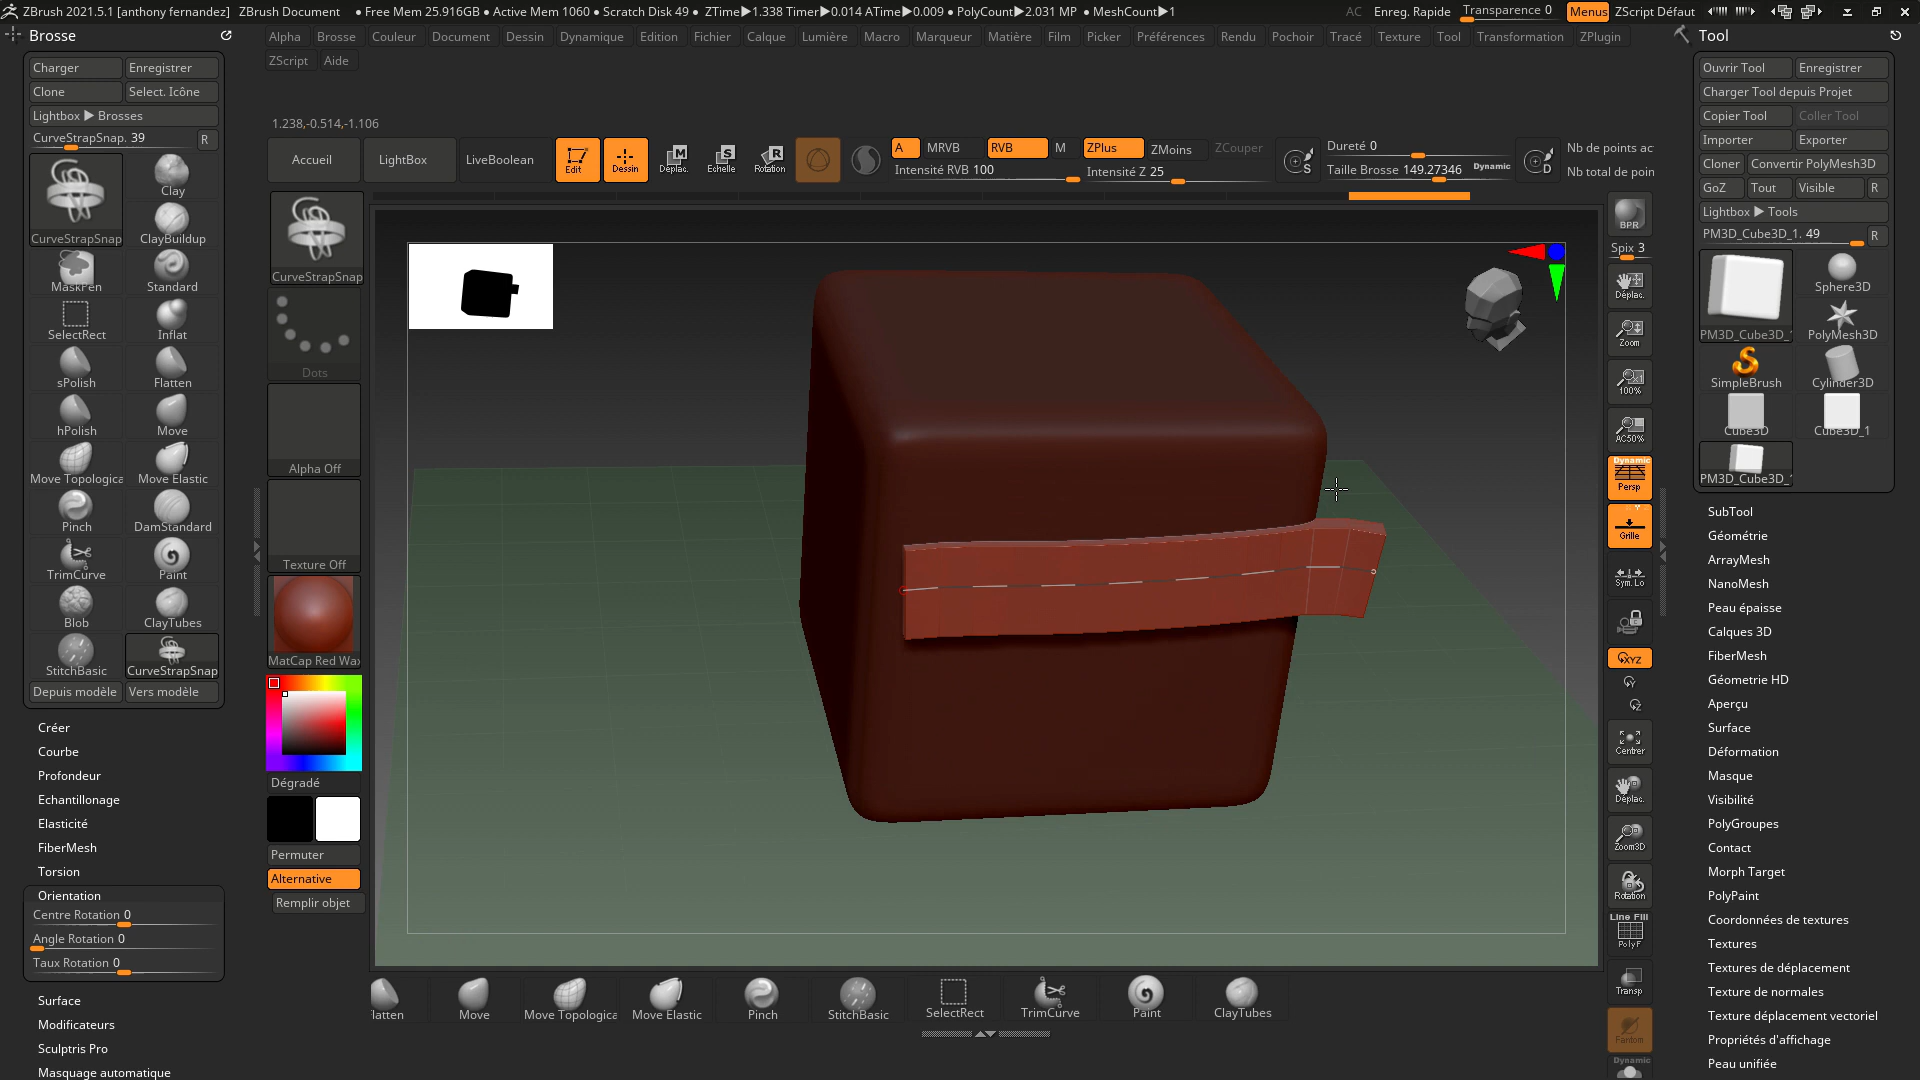 ZBrush 2021.5.1 [anthony fernandez] ZBrush Document ● Free Mem 25.916GB ● Active Mem 1060 ● Scratch Disk 49 ● ZTime▶1.338 Timer▶0.014 ATime▶0.009 ● PolyCount▶2.031 MP ● MeshCount▶1 AC Enreg. Rapide Transparence 0 Menus ZScript Défaut
Brosse
Charger Enregistrer
Clone Select. Icône
Lightbox ▶ Brosses
CurveStrapSnap. 39 R
CurveStrapSnap
Clay
ClayBuildup
MaskPen Standard
SelectRect Inflat
sPolish Flatten
hPolish Move
Move Topologica Move Elastic
Pinch DamStandard
TrimCurve Paint
Blob ClayTubes
StitchBasic CurveStrapSnap
Depuis modèle Vers modèle
Créer
Courbe
Profondeur
Echantillonage
Elasticité
FiberMesh
Torsion
Orientation
Centre Rotation 0
Angle Rotation 0
Taux Rotation 0
Surface
Modificateurs
Sculptris Pro
Masquage automatique
Alpha Brosse Couleur Document Dessin Dynamique Edition Fichier Calque Lumière Macro Marqueur Matière Film Picker Préférences Rendu Pochoir Tracé Texture Tool Transformation ZPlugin
ZScript Aide
1.238,-0.514,-1.106
Accueil LightBox LiveBoolean Edit Dessin Déplac. Echelle Rotation
A MRVB RVB M ZPlus ZMoins ZCouper
Intensité RVB 100 Intensité Z 25
Dureté 0
Taille Brosse 149.27346 Dynamic
Nb de points ac
Nb total de poin
CurveStrapSnap
Dots
Alpha Off
Texture Off
MatCap Red Wax
Dégradé
Permuter
Alternative
Remplir objet
latten Move Move Topologica Move Elastic Pinch StitchBasic SelectRect TrimCurve Paint ClayTubes
BPR
Spix 3
Déplac.
Zoom
100%
AC50%
Dynamic
Persp
Grille
Sym.Lo
XYZ
Centrer
Déplac.
Zoom3D
Rotation
Line Fill
PolyF
Transp
Fantom
Dynamic
Tool
Ouvrir Tool Enregistrer
Charger Tool depuis Projet
Copier Tool Coller Tool
Importer Exporter
Cloner Convertir PolyMesh3D
GoZ Tout Visible R
Lightbox ▶ Tools
PM3D_Cube3D_1. 49 R
PM3D_Cube3D_1
Sphere3D
PolyMesh3D
SimpleBrush Cylinder3D
Cube3D Cube3D_1
PM3D_Cube3D_1
SubTool
Géométrie
ArrayMesh
NanoMesh
Peau épaisse
Calques 3D
FiberMesh
Géometrie HD
Aperçu
Surface
Déformation
Masque
Visibilité
PolyGroupes
Contact
Morph Target
PolyPaint
Coordonnées de textures
Textures
Textures de déplacement
Texture de normales
Texture déplacement vectoriel
Propriétés d'affichage
Peau unifiée